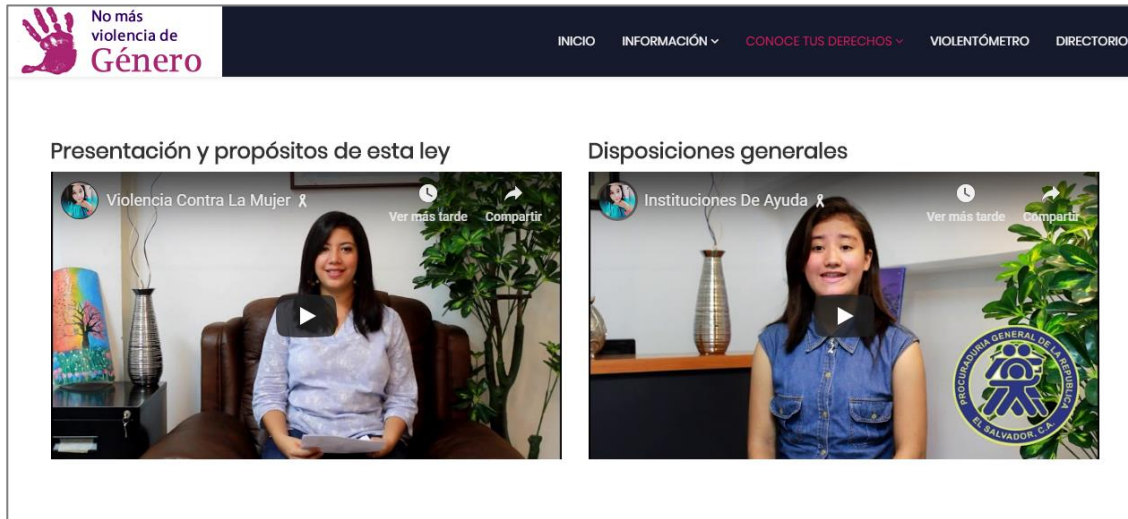 No más
violencia de
Género
INICIO INFORMACIÓN CONOCE TUS DERECHOS VIOLENTÓMETRO DIRECTORIO
Presentación y propósitos de esta ley
Disposiciones generales
Violencia Contra La Mujer
Ver más tarde Compartir
Instituciones De Ayuda
Ver más tarde Compartir
PROCURADURIA GENERAL DE LA REPUBLICA
EL SALVADOR, C.A.